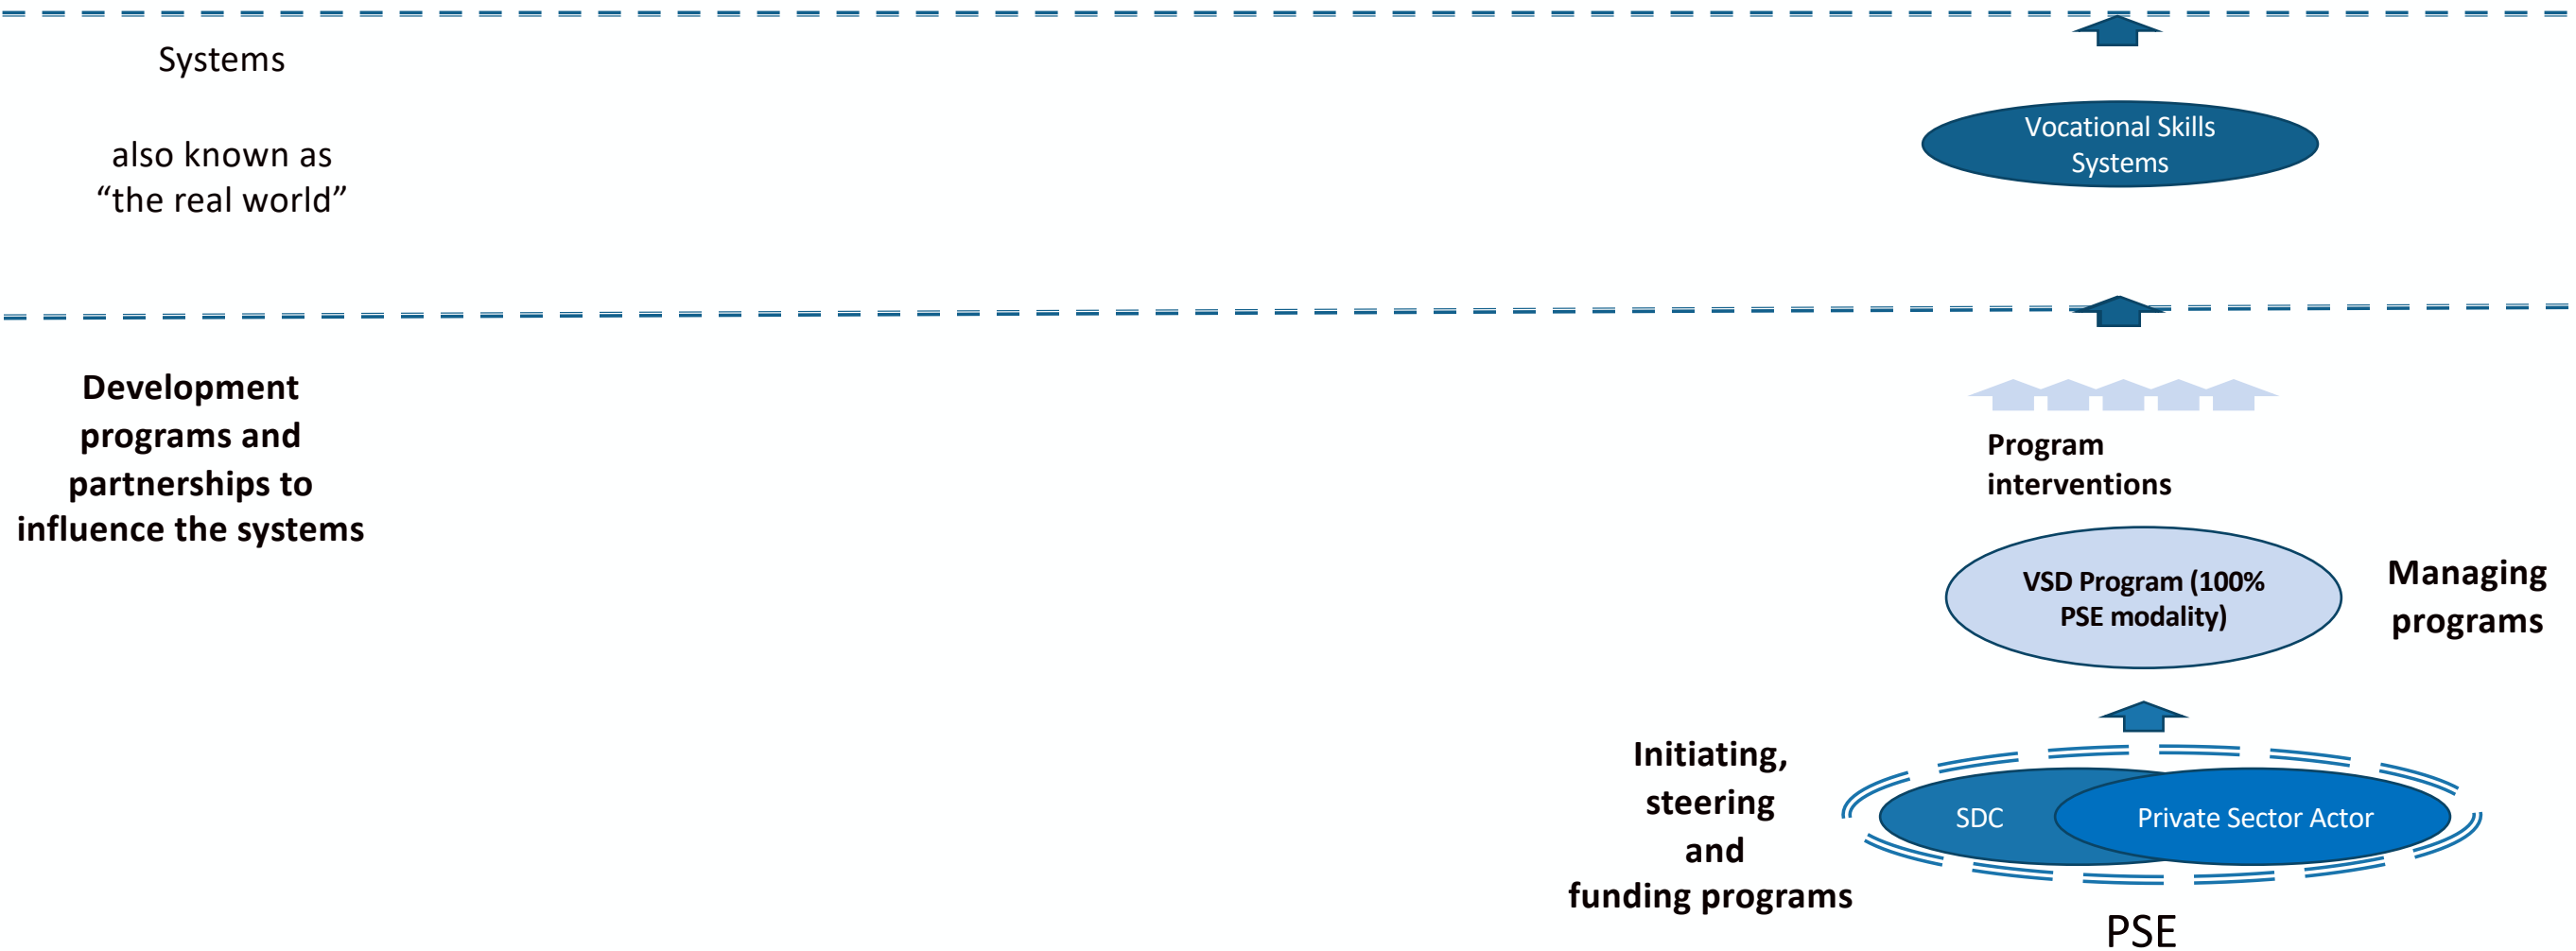 Systems
also known as
“the real world”
Vocational Skills
Systems
Development
programs and
partnerships to
influence the systems
Program
interventions
VSD Program (100%
PSE modality)
Managing
programs
Initiating,
steering
and
funding programs
SDC
Private Sector Actor
PSE